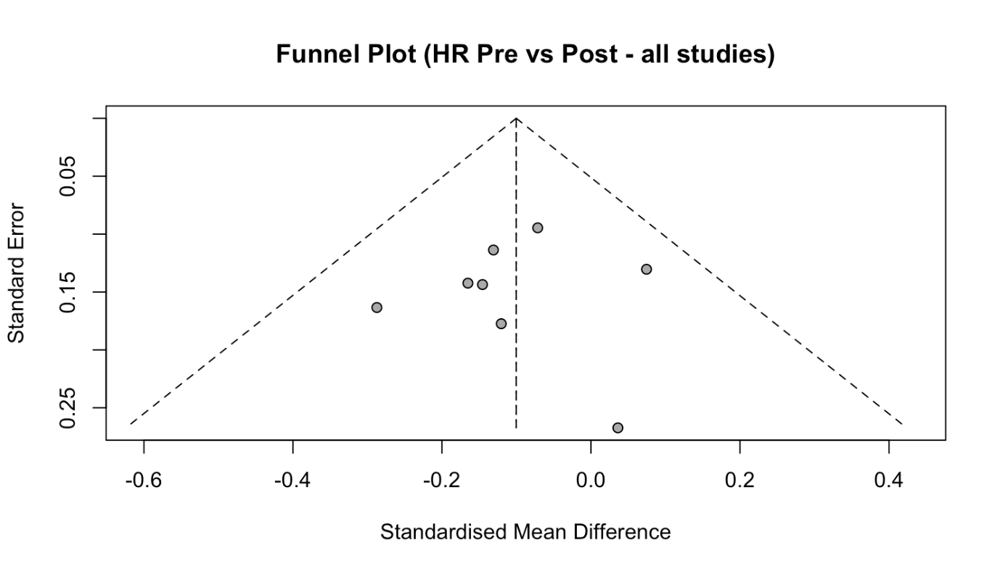 Funnel Plot (HR Pre vs Post - all studies)
Standard Error
0.05
0.15
0.25
-0.6 -0.4 -0.2 0.0 0.2 0.4
Standardised Mean Difference